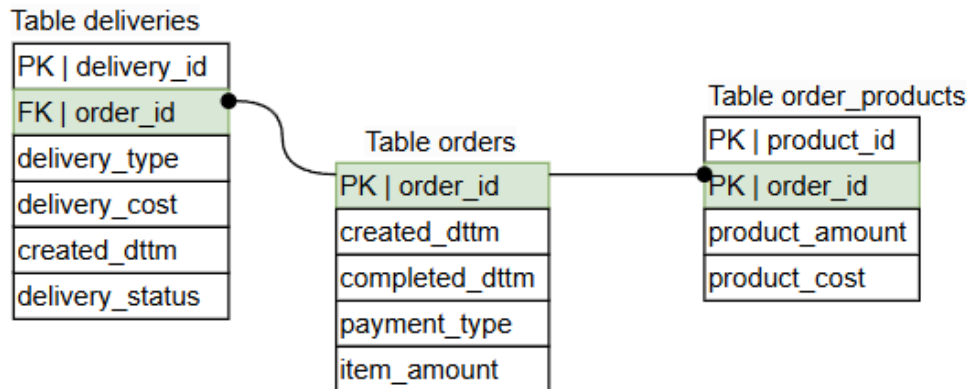 Table deliveries
PK | delivery_id
FK | order_id
delivery_type
delivery_cost
created_dttm
delivery_status
Table orders
PK | order_id
created_dttm
completed_dttm
payment_type
item_amount
Table order_products
PK | product_id
PK | order_id
product_amount
product_cost